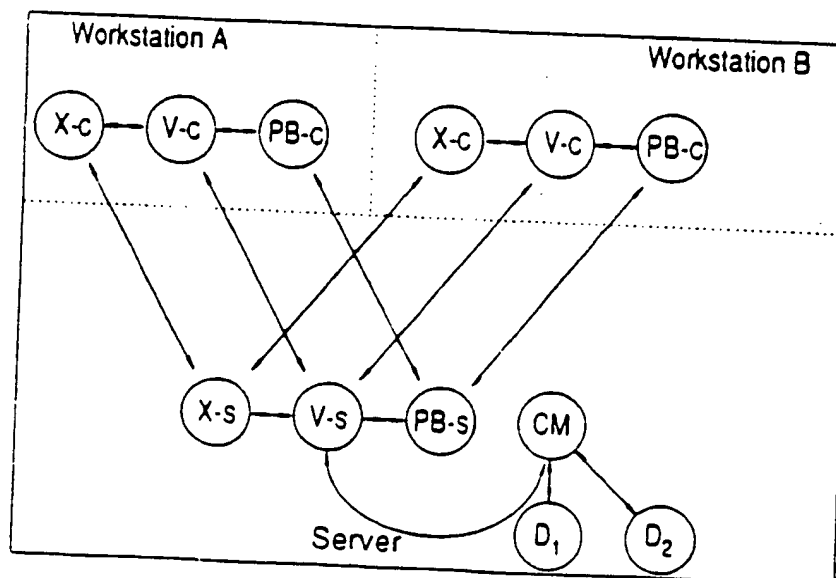 Workstation A
Workstation B
X-C
V-C
PB-C
X-C
V-C
PB-C
X-S
V-S
PB-S
CM
Server
D₁
D₂